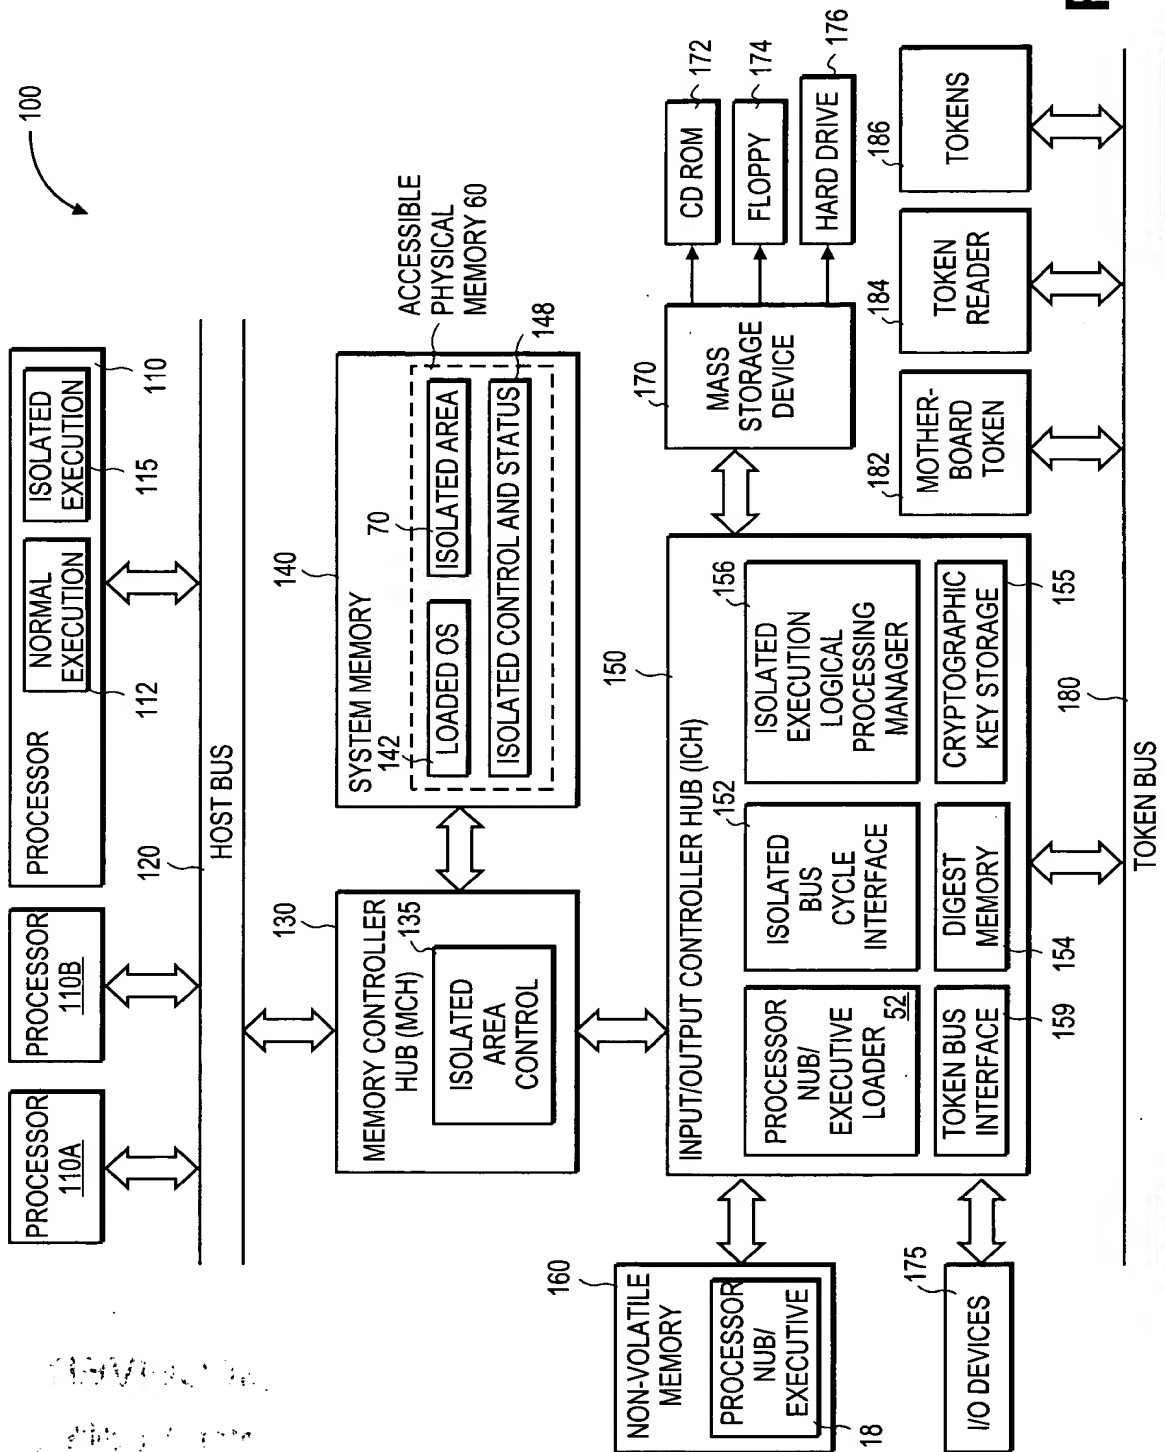 100
PROCESSOR
110A
PROCESSOR
110B
PROCESSOR
NORMAL
EXECUTION
112
ISOLATED
EXECUTION
115
110
120
HOST BUS
130
MEMORY CONTROLLER
HUB (MCH)
135
ISOLATED
AREA
CONTROL
140
SYSTEM MEMORY
142
LOADED OS
70
ISOLATED AREA
ISOLATED CONTROL AND STATUS
148
ACCESSIBLE
PHYSICAL
MEMORY 60
160
NON-VOLATILE
MEMORY
PROCESSOR
NUB/
EXECUTIVE
18
175
I/O DEVICES
150
INPUT/OUTPUT CONTROLLER HUB (ICH)
PROCESSOR
NUB/
EXECUTIVE
LOADER
52
152
ISOLATED
BUS
CYCLE
INTERFACE
156
ISOLATED
EXECUTION
LOGICAL
PROCESSING
MANAGER
TOKEN BUS
INTERFACE
159
DIGEST
MEMORY
154
CRYPTOGRAPHIC
KEY STORAGE
155
170
MASS
STORAGE
DEVICE
CD ROM
172
FLOPPY
174
HARD DRIVE
176
182
MOTHER-
BOARD
TOKEN
184
TOKEN
READER
186
TOKENS
180
TOKEN BUS